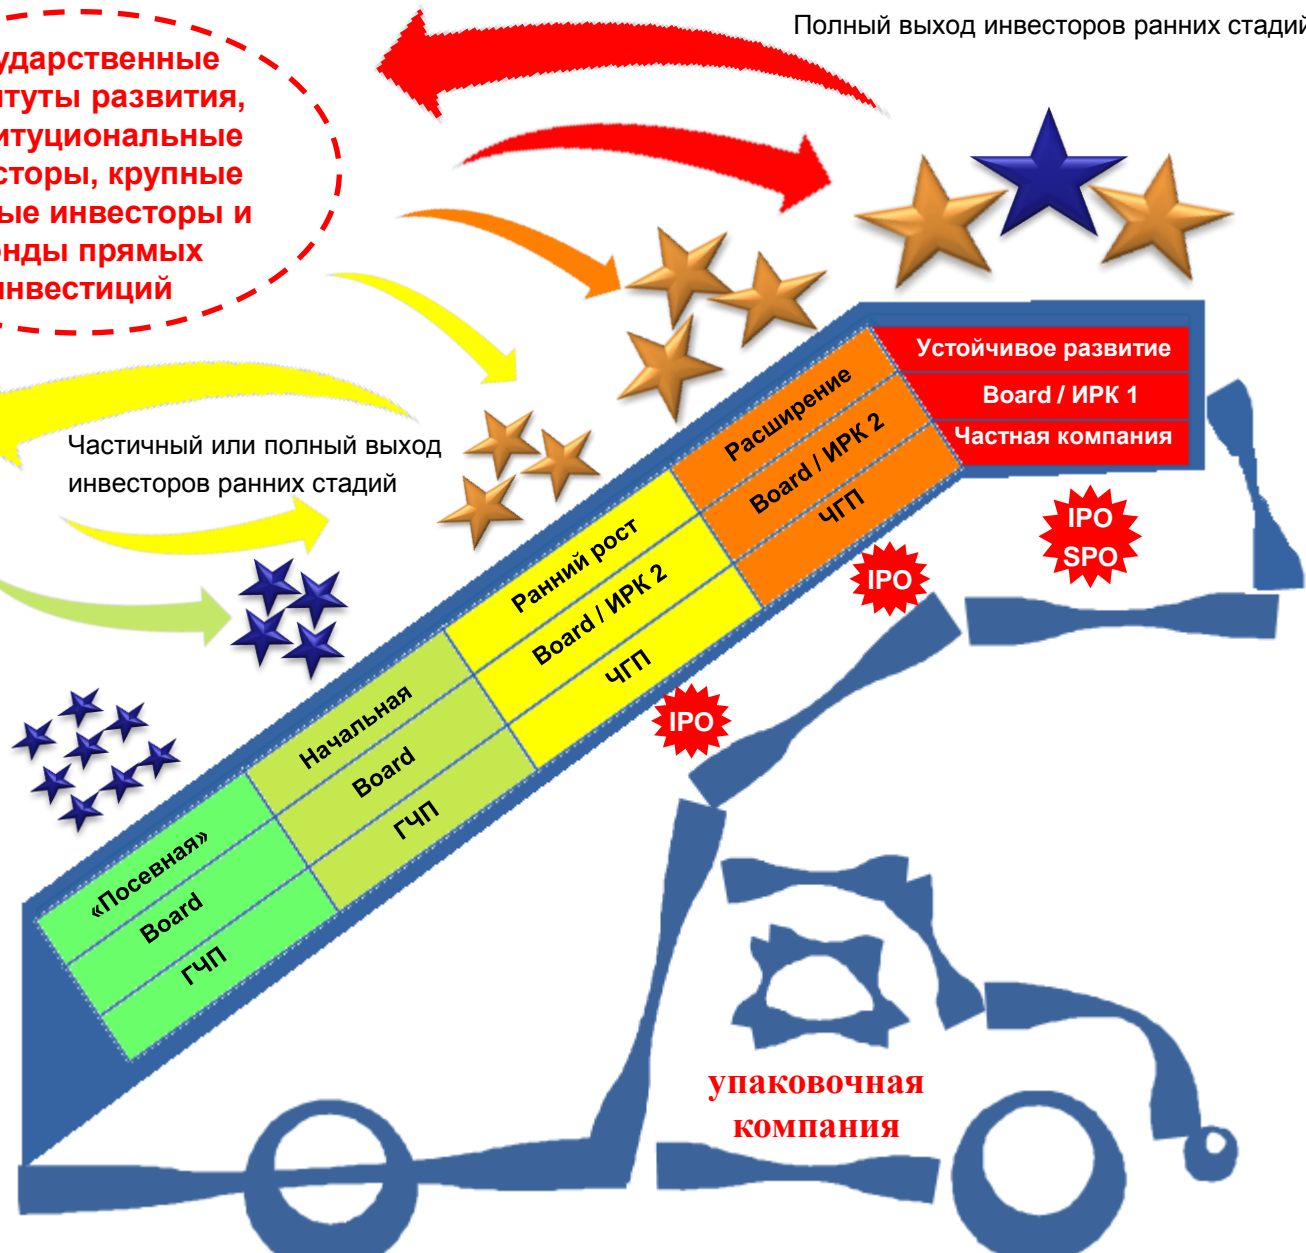 Полный выход инвесторов ранних стадий
ударственные
итуты развития,
итуциональные
сторы, крупные
ые инвесторы и
онды прямых
инвестиций
Частичный или полный выход
инвесторов ранних стадий
Устойчивое развитие
Board / ИРК 1
Частная компания
Расширение
Board / ИРК 2
ЧГП
Ранний рост
Board / ИРК 2
ЧГП
Начальная
Board
ГЧП
«Посевная»
Board
ГЧП
IPO
SPO
IPO
IPO
упаковочная
компания